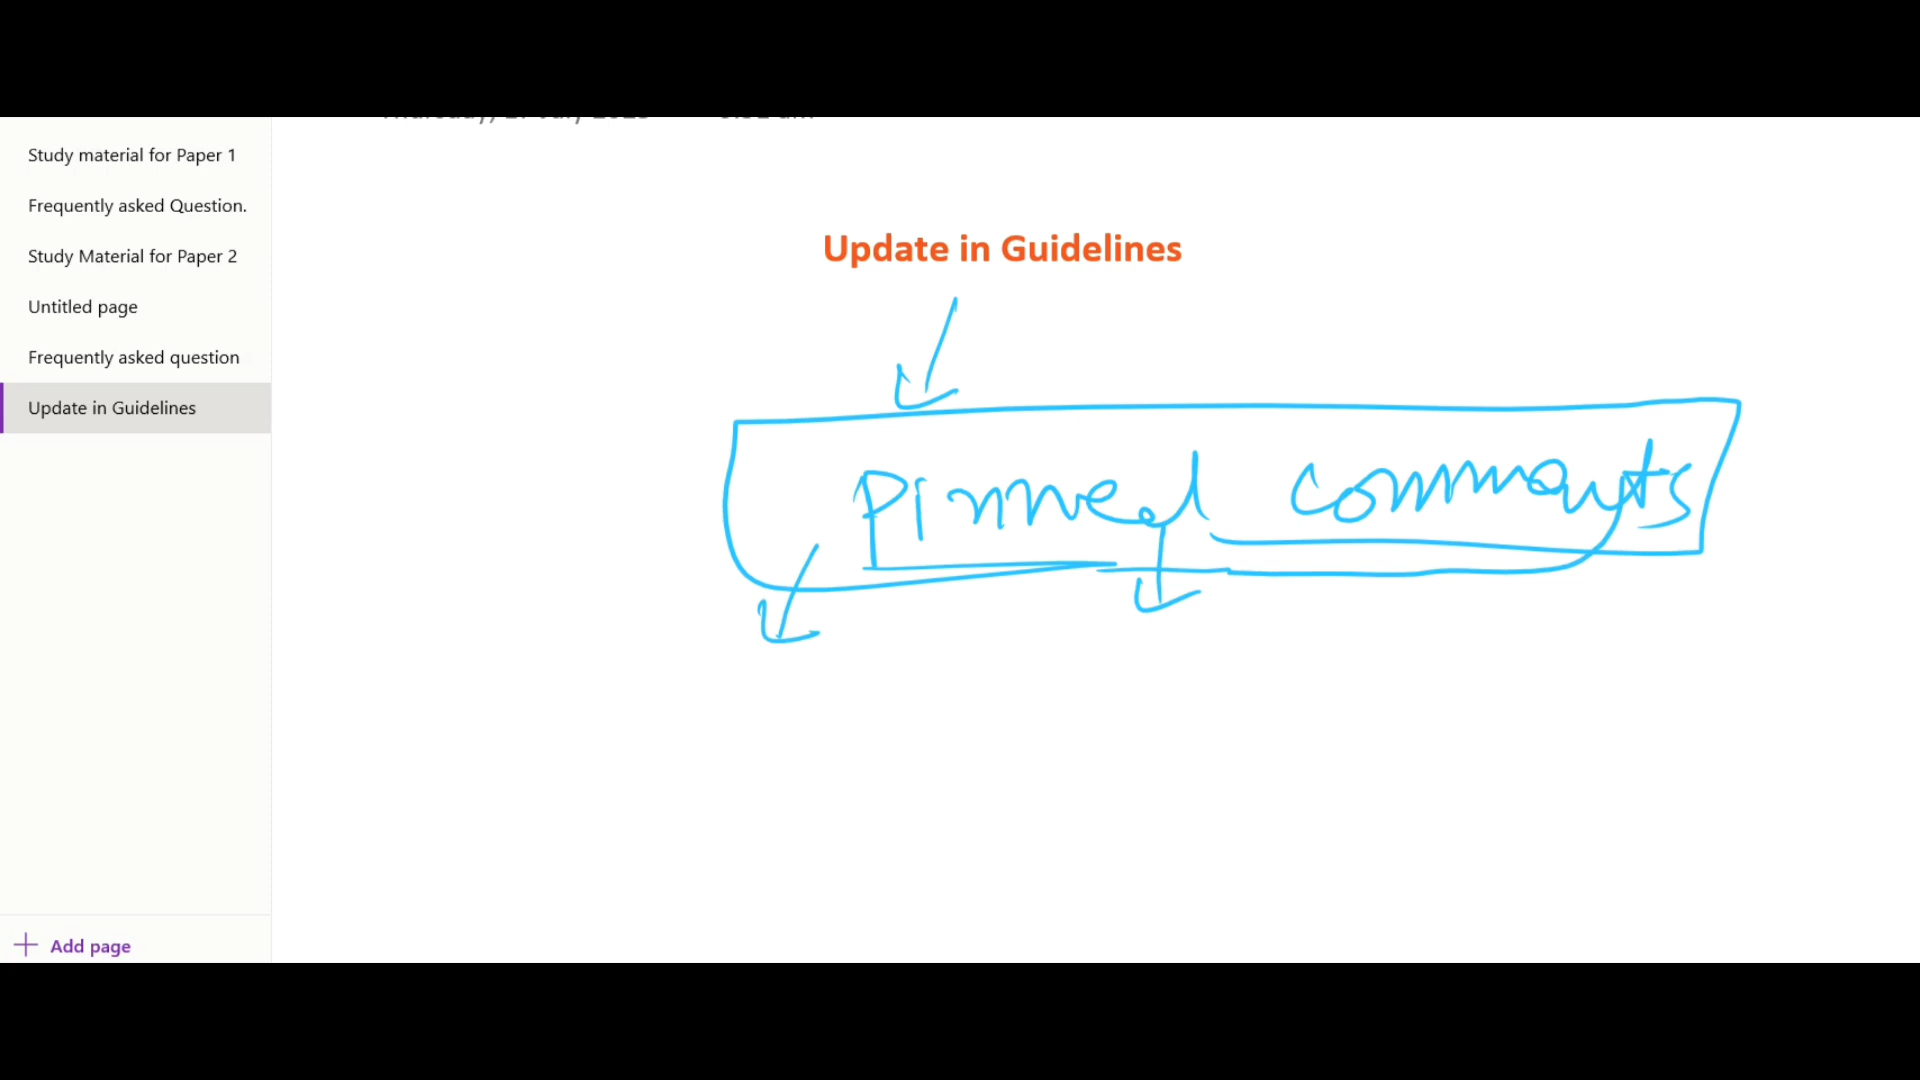 Study material for Paper 1
Frequently asked Question.
Study Material for Paper 2
Untitled page
Frequently asked question
Update in Guidelines
Add page
Update in Guidelines
Pinned comments